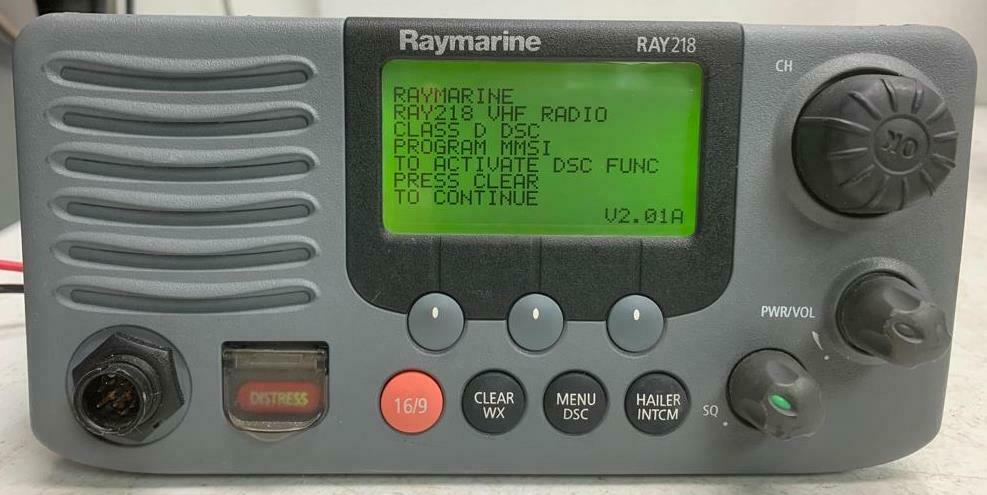 Raymarine RAY218
CH
RAYMARINE
RAY218 VHF RADIO
CLASS D DSC
PROGRAM MMSI
TO ACTIVATE DSC FUNC
PRESS CLEAR
TO CONTINUE
V2.01A
OK
PWR/VOL
DISTRESS
16/9
CLEAR WX
MENU DSC
HAILER INTCM
SQ